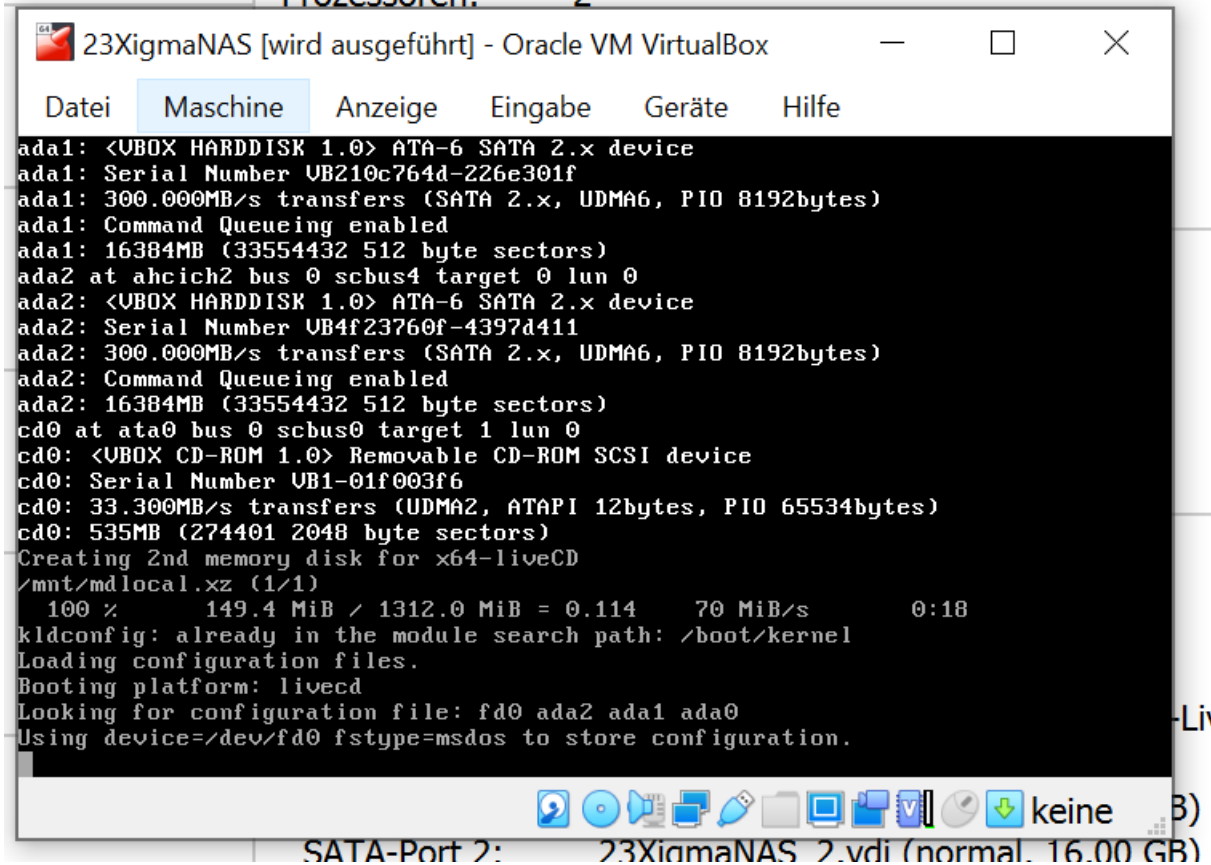 Prozessoren: 2
64
23XigmaNAS [wird ausgeführt] - Oracle VM VirtualBox
Datei Maschine Anzeige Eingabe Geräte Hilfe
ada1: <VBOX HARDDISK 1.0> ATA-6 SATA 2.x device
ada1: Serial Number VB210c764d-226e301f
ada1: 300.000MB/s transfers (SATA 2.x, UDMA6, PIO 8192bytes)
ada1: Command Queueing enabled
ada1: 16384MB (33554432 512 byte sectors)
ada2 at ahcich2 bus 0 scbus4 target 0 lun 0
ada2: <VBOX HARDDISK 1.0> ATA-6 SATA 2.x device
ada2: Serial Number VB4f23760f-4397d411
ada2: 300.000MB/s transfers (SATA 2.x, UDMA6, PIO 8192bytes)
ada2: Command Queueing enabled
ada2: 16384MB (33554432 512 byte sectors)
cd0 at ata0 bus 0 scbus0 target 1 lun 0
cd0: <VBOX CD-ROM 1.0> Removable CD-ROM SCSI device
cd0: Serial Number VB1-01f003f6
cd0: 33.300MB/s transfers (UDMA2, ATAPI 12bytes, PIO 65534bytes)
cd0: 535MB (274401 2048 byte sectors)
Creating 2nd memory disk for x64-liveCD
/mnt/mdlocal.xz (1/1)
100 % 149.4 MiB / 1312.0 MiB = 0.114 70 MiB/s 0:18
kldconfig: already in the module search path: /boot/kernel
Loading configuration files.
Booting platform: livecd
Looking for configuration file: fd0 ada2 ada1 ada0
Using device=/dev/fd0 fstype=msdos to store configuration.
-Liv
keine
B)
SATA-Port 2: 23XigmaNAS_2.vdi (normal, 16,00 GB)